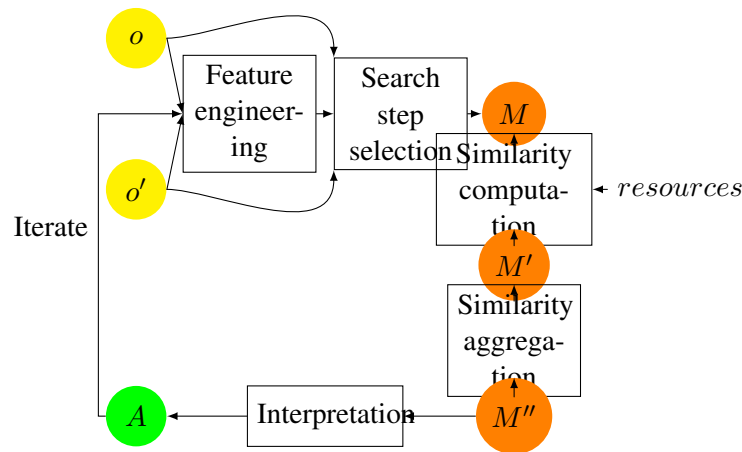 o
Feature
engineer-
ing
Search
step
selection
M
Similarity
computa-
tion
resources
o′
Iterate
M′
Similarity
aggrega-
tion
A
Interpretation
M′′